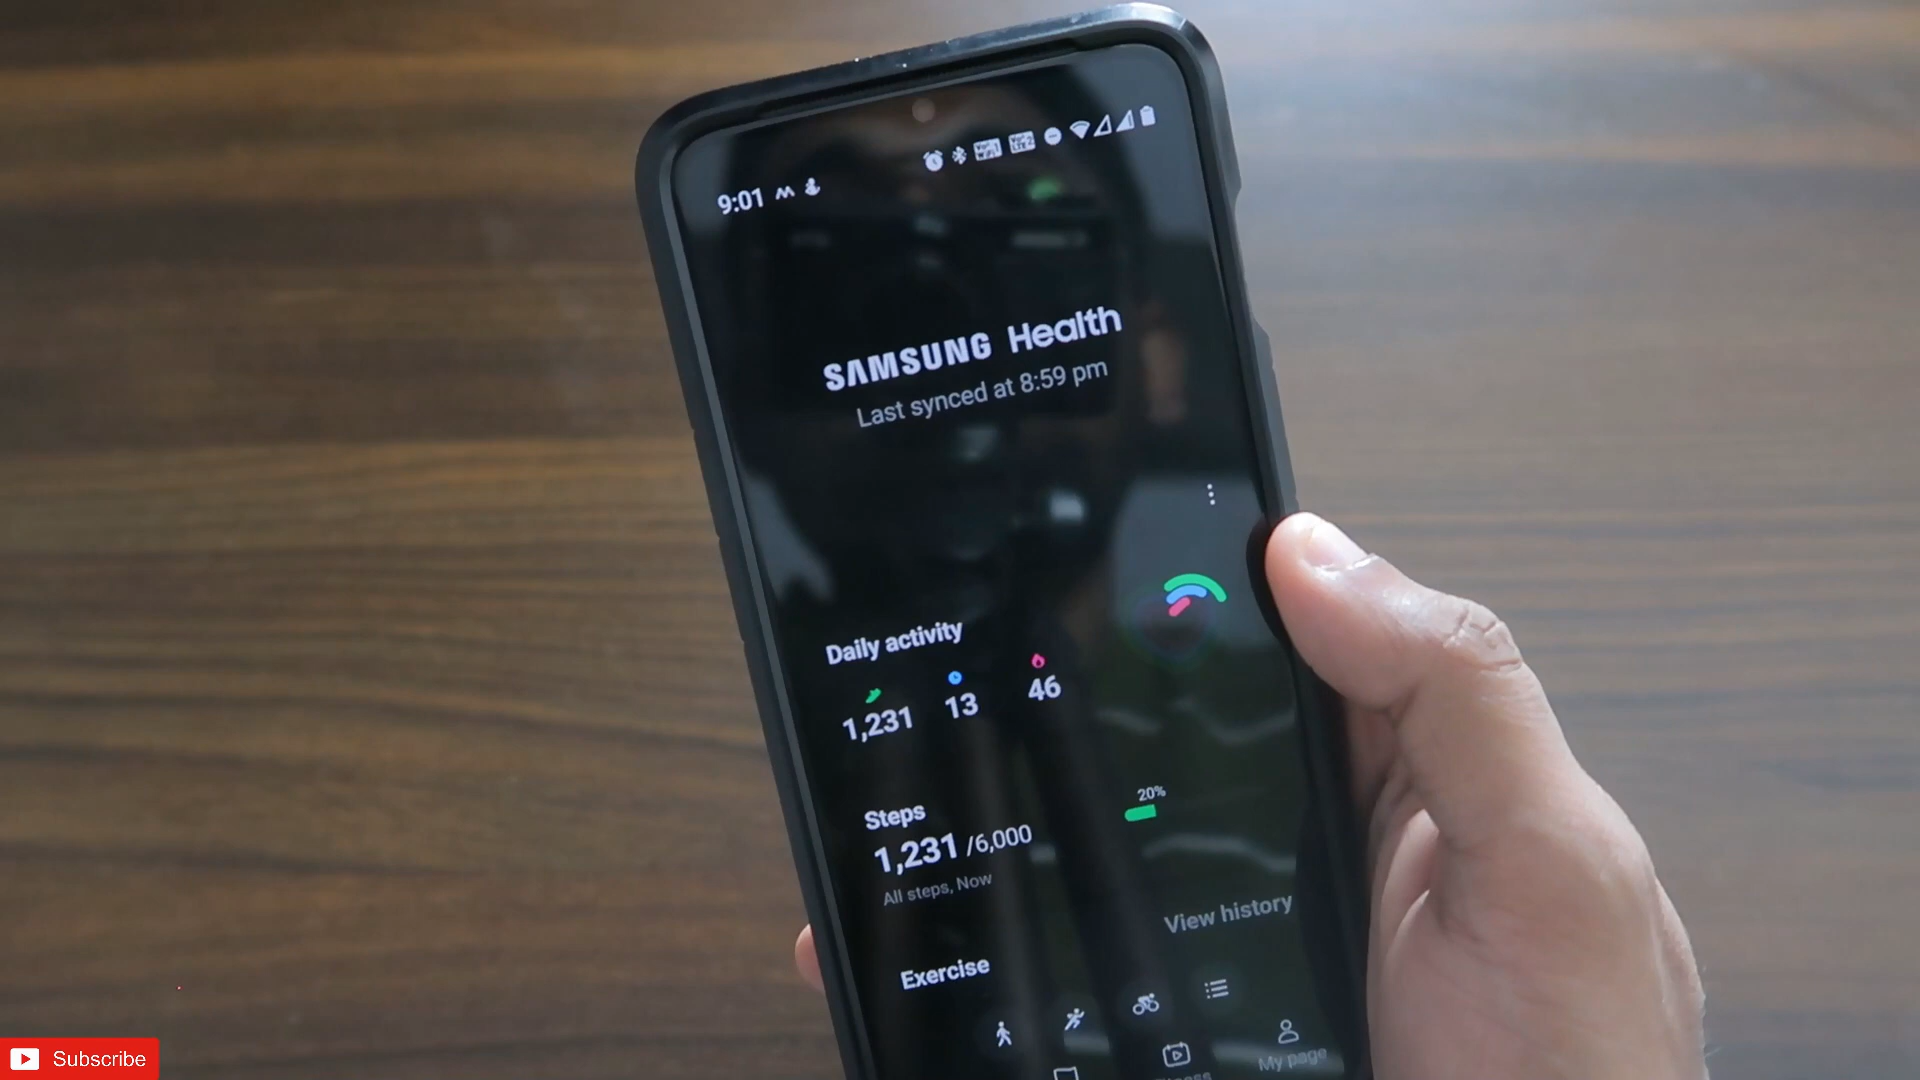 9:01
SAMSUNG Health
Last synced at 8:59 pm
Daily activity
1,231 13 46
Steps
20%
1,231 /6,000
All steps, Now
View history
Exercise
My page
Subscribe